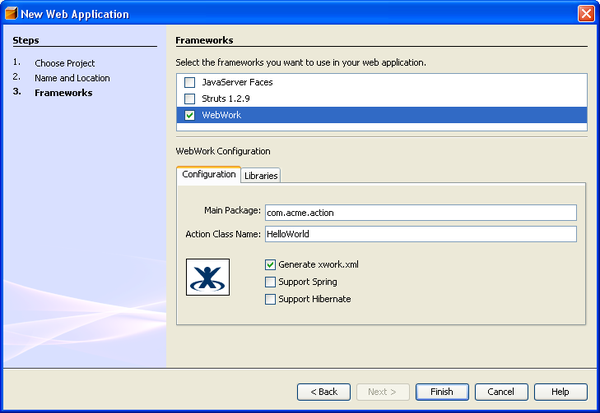 New Web Application
Steps
1. Choose Project
2. Name and Location
3. Frameworks
Frameworks
Select the frameworks you want to use in your web application.
JavaServer Faces
Struts 1.2.9
WebWork
WebWork Configuration
Configuration Libraries
Main Package: com.acme.action
Action Class Name: HelloWorld
Generate xwork.xml
Support Spring
Support Hibernate
< Back Next > Finish Cancel Help